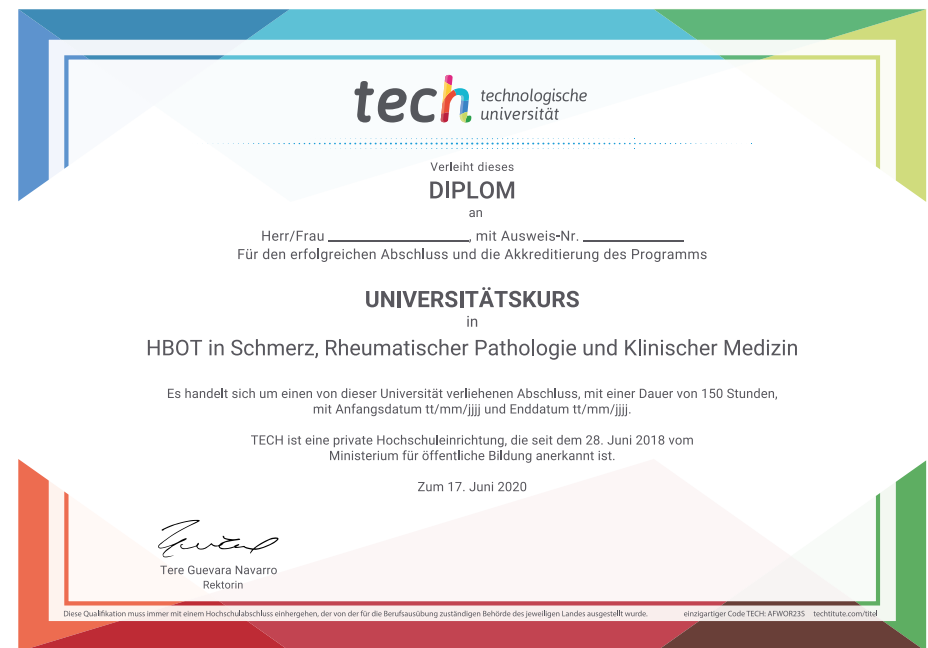 tech technologische
universität
Verleiht dieses
DIPLOM
an
Herr/Frau ____________________, mit Ausweis-Nr. ______________
Für den erfolgreichen Abschluss und die Akkreditierung des Programms
UNIVERSITÄTSKURS
in
HBOT in Schmerz, Rheumatischer Pathologie und Klinischer Medizin
Es handelt sich um einen von dieser Universität verliehenen Abschluss, mit einer Dauer von 150 Stunden,
mit Anfangsdatum tt/mm/jjjj und Enddatum tt/mm/jjjj.
TECH ist eine private Hochschuleinrichtung, die seit dem 28. Juni 2018 vom
Ministerium für öffentliche Bildung anerkannt ist.
Zum 17. Juni 2020
Tere Guevara Navarro
Rektorin
Diese Qualifikation muss immer mit einem Hochschulabschluss einhergehen, der von der für die Berufsausübung zuständigen Behörde des jeweiligen Landes ausgestellt wurde. einzigartiger Code TECH: AFWOR23S techtitute.com/titel